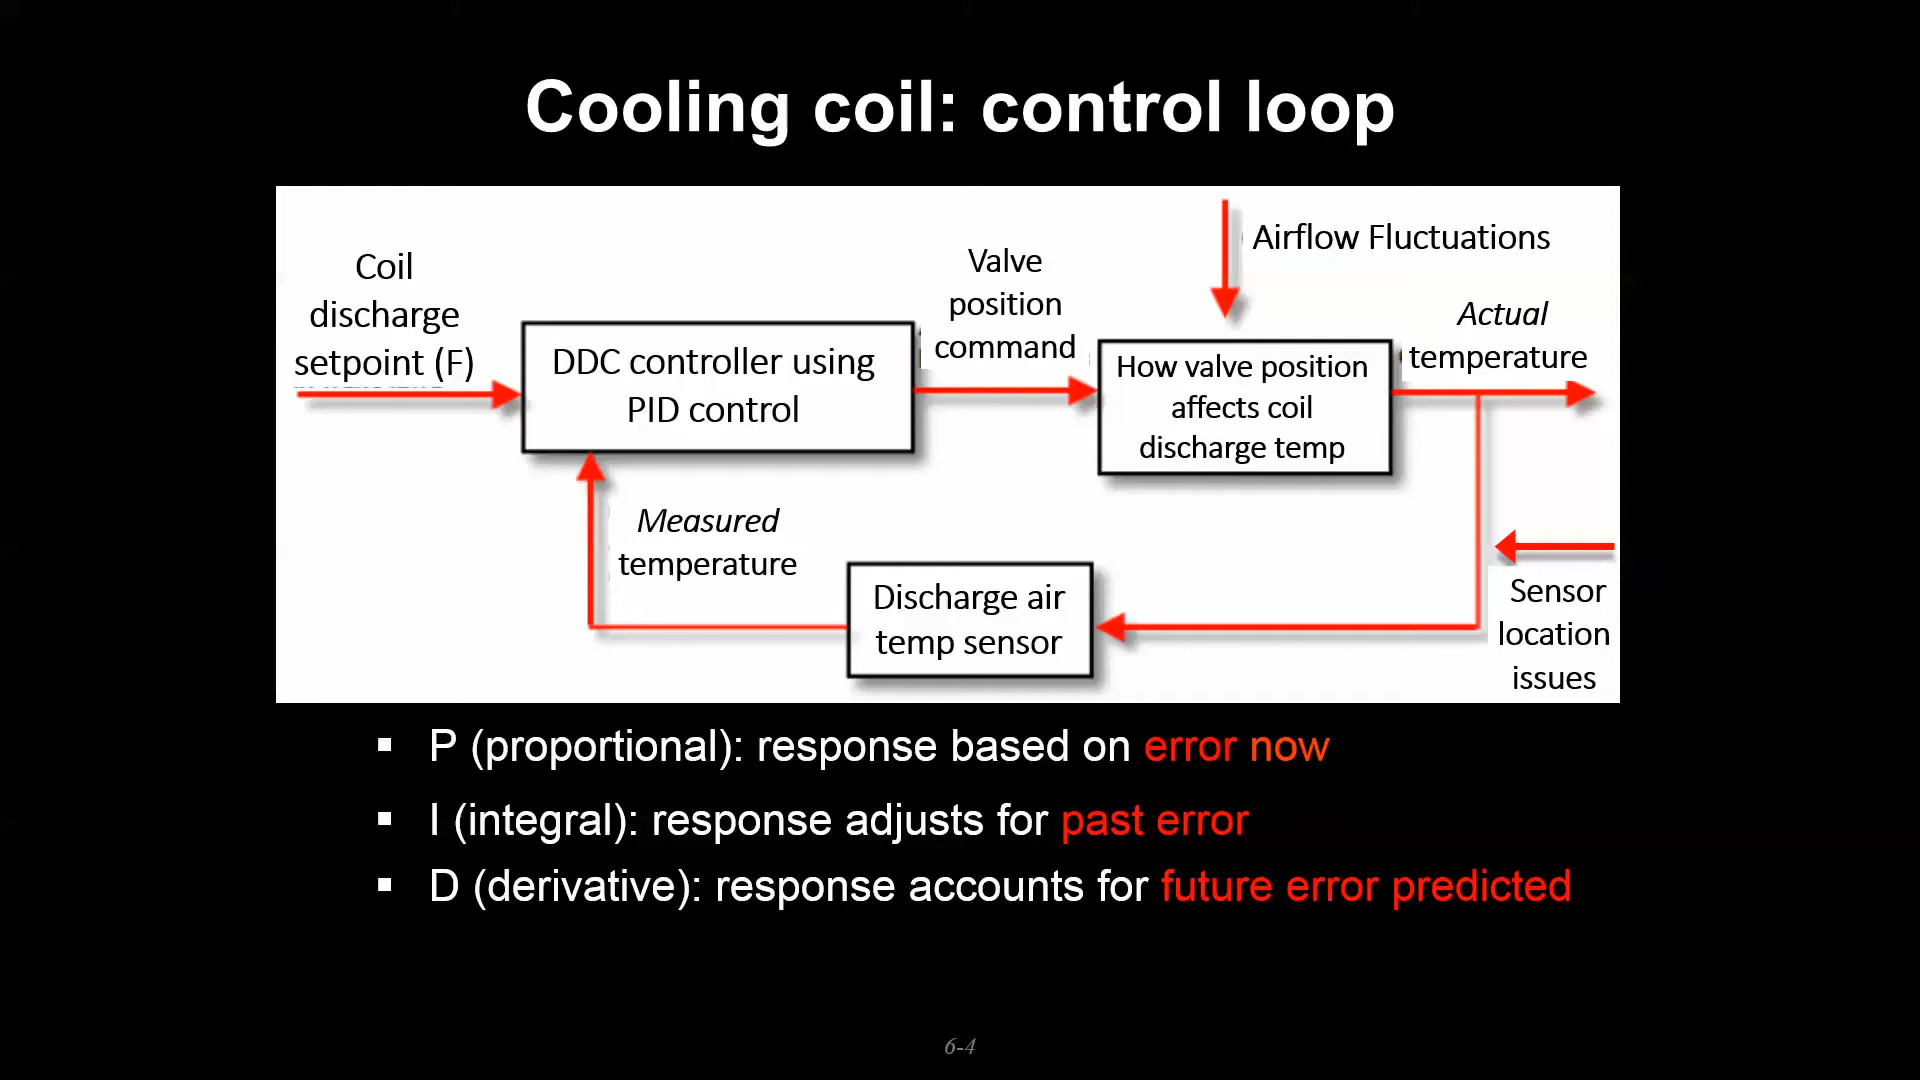 Cooling coil: control loop
Coil
discharge
setpoint (F)
DDC controller using
PID control
Valve
position
command
Airflow Fluctuations
How valve position
affects coil
discharge temp
Actual
temperature
Measured
temperature
Discharge air
temp sensor
Sensor
location
issues
▪ P (proportional): response based on error now
▪ I (integral): response adjusts for past error
▪ D (derivative): response accounts for future error predicted
6-4